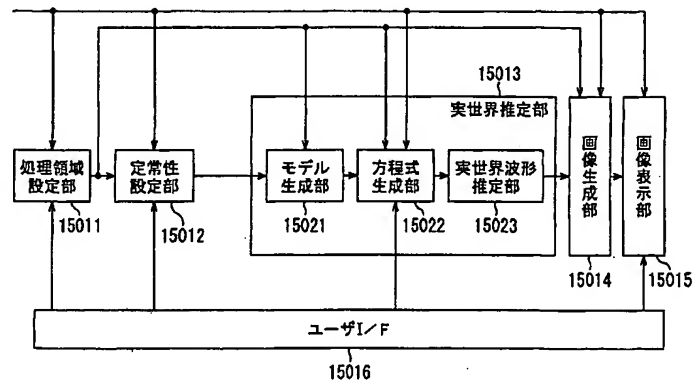 15013
実世界推定部
処理領域
設定部
15011
定常性
設定部
15012
モデル
生成部
15021
方程式
生成部
15022
実世界波形
推定部
15023
画像生成部
15014
画像表示部
15015
ユーザI/F
15016